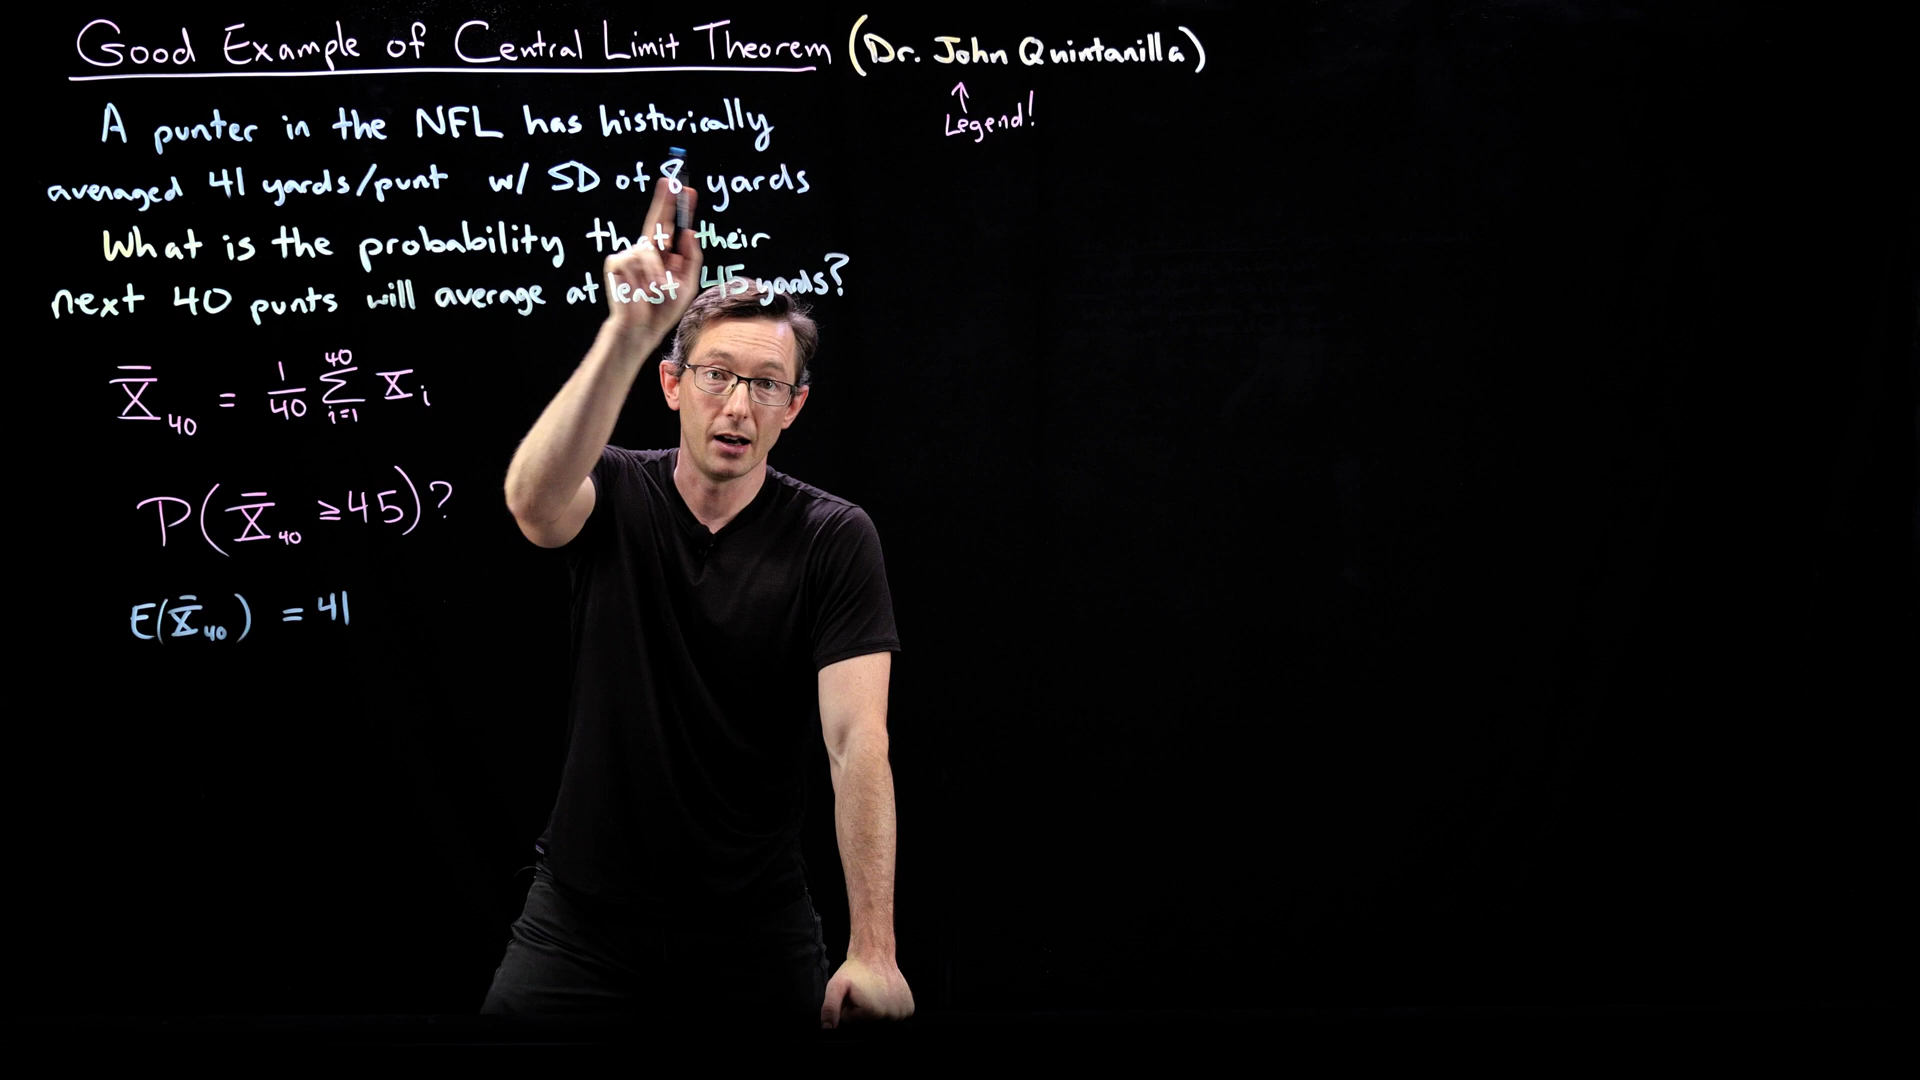 Good Example of Central Limit Theorem (Dr. John Quintanilla)
↑
Legend!
A punter in the NFL has historically
averaged 41 yards/punt w/ SD of 8 yards
What is the probability that their
next 40 punts will average at least 45 yards?
X̄₄₀ = 1/40 ∑_{i=1}^{40} X_i
P(X̄₄₀ ≥ 45)?
E(X̄₄₀) = 41